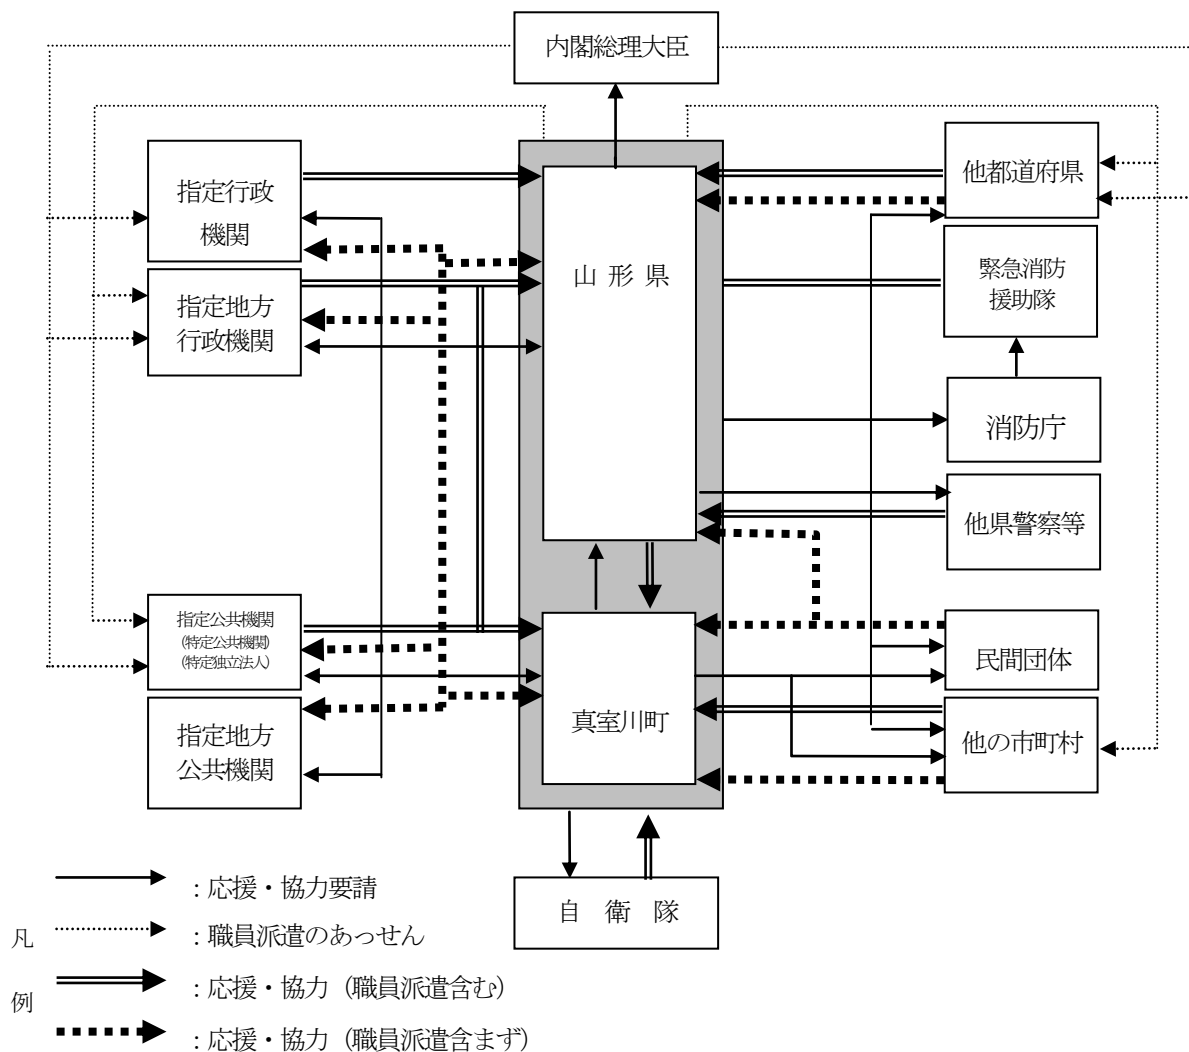 内閣総理大臣
指定行政
機関
指定地方
行政機関
指定公共機関
(特定公共機関)
(特定独立法人)
指定地方
公共機関
山 形 県
真室川町
他都道府県
緊急消防
援助隊
消防庁
他県警察等
民間団体
他の市町村
自 衛 隊
凡
例
:応援・協力要請
:職員派遣のあっせん
:応援・協力(職員派遣含む)
:応援・協力(職員派遣含まず)